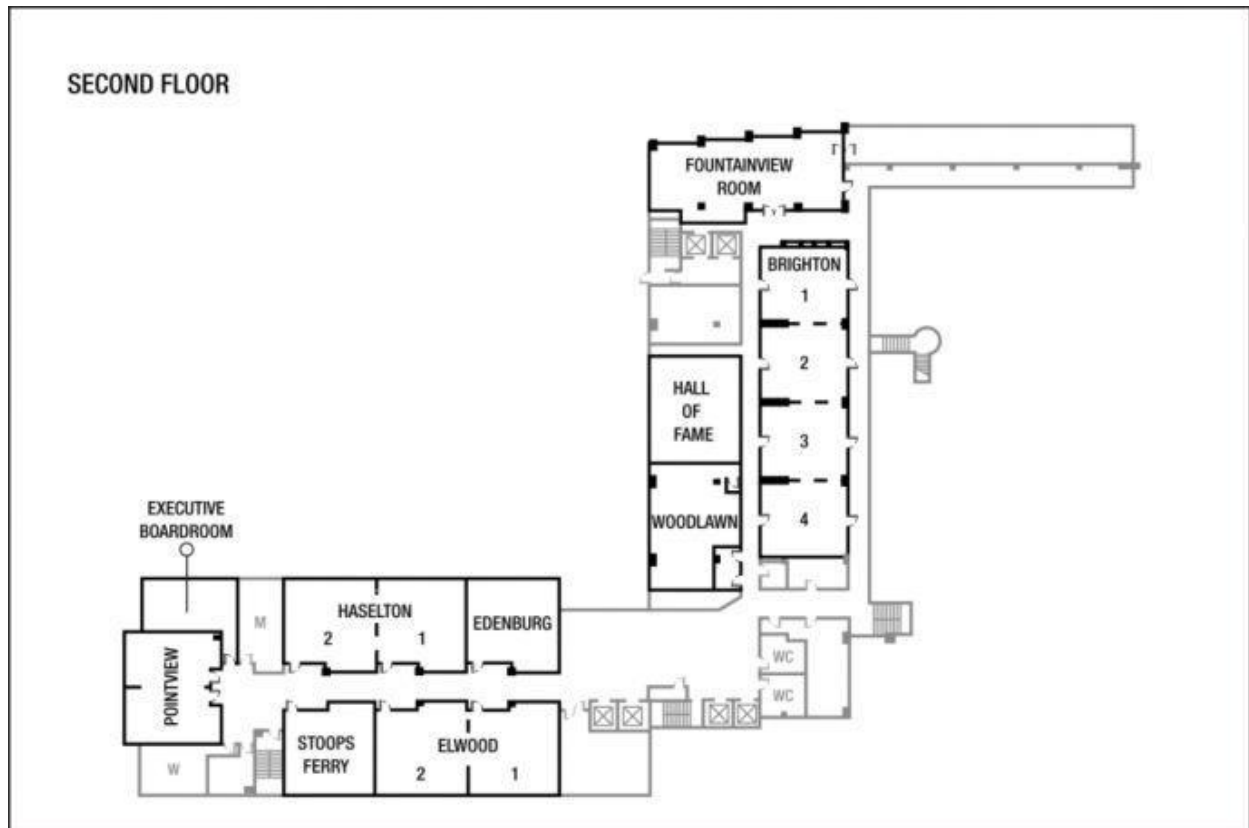 SECOND FLOOR
FOUNTAINVIEW
ROOM
BRIGHTON
1
2
3
4
HALL
OF
FAME
WOODLAWN
EXECUTIVE
BOARDROOM
M
HASELTON
2 1
EDENBURG
POINTVIEW
W
STOOPS
FERRY
ELWOOD
2 1
WC
WC